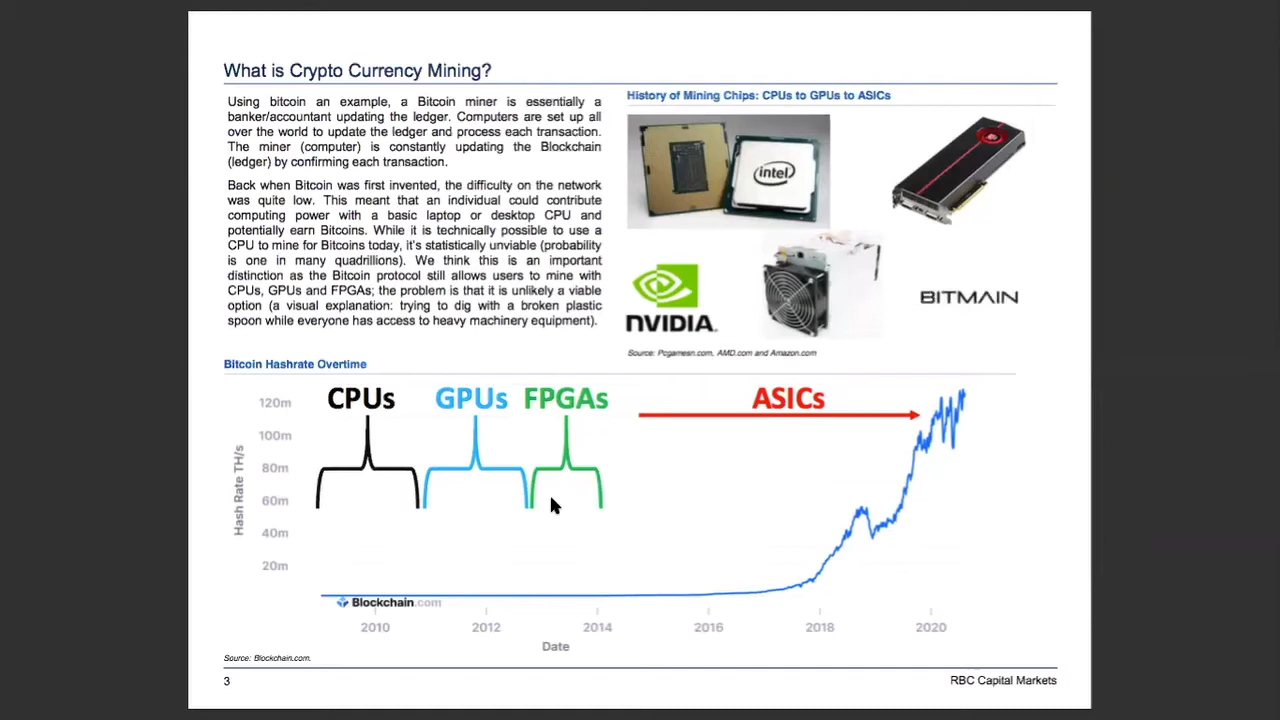 What is Crypto Currency Mining?
Using bitcoin an example, a Bitcoin miner is essentially a
banker/accountant updating the ledger. Computers are set up all
over the world to update the ledger and process each transaction.
The miner (computer) is constantly updating the Blockchain
(ledger) by confirming each transaction.
Back when Bitcoin was first invented, the difficulty on the network
was quite low. This meant that an individual could contribute
computing power with a basic laptop or desktop CPU and
potentially earn Bitcoins. While it is technically possible to use a
CPU to mine for Bitcoins today, it's statistically unviable (probability
is one in many quadrillions). We think this is an important
distinction as the Bitcoin protocol still allows users to mine with
CPUs, GPUs and FPGAs; the problem is that it is unlikely a viable
option (a visual explanation: trying to dig with a broken plastic
spoon while everyone has access to heavy machinery equipment).
History of Mining Chips: CPUs to GPUs to ASICs
intel
NVIDIA.
BITMAIN
Source: Pcgamesn.com, AMD.com and Amazon.com
Bitcoin Hashrate Overtime
CPUs GPUs FPGAs ASICs
120m
100m
80m
60m
40m
20m
Hash Rate TH/s
Blockchain.com
2010 2012 2014 2016 2018 2020
Date
Source: Blockchain.com.
3
RBC Capital Markets